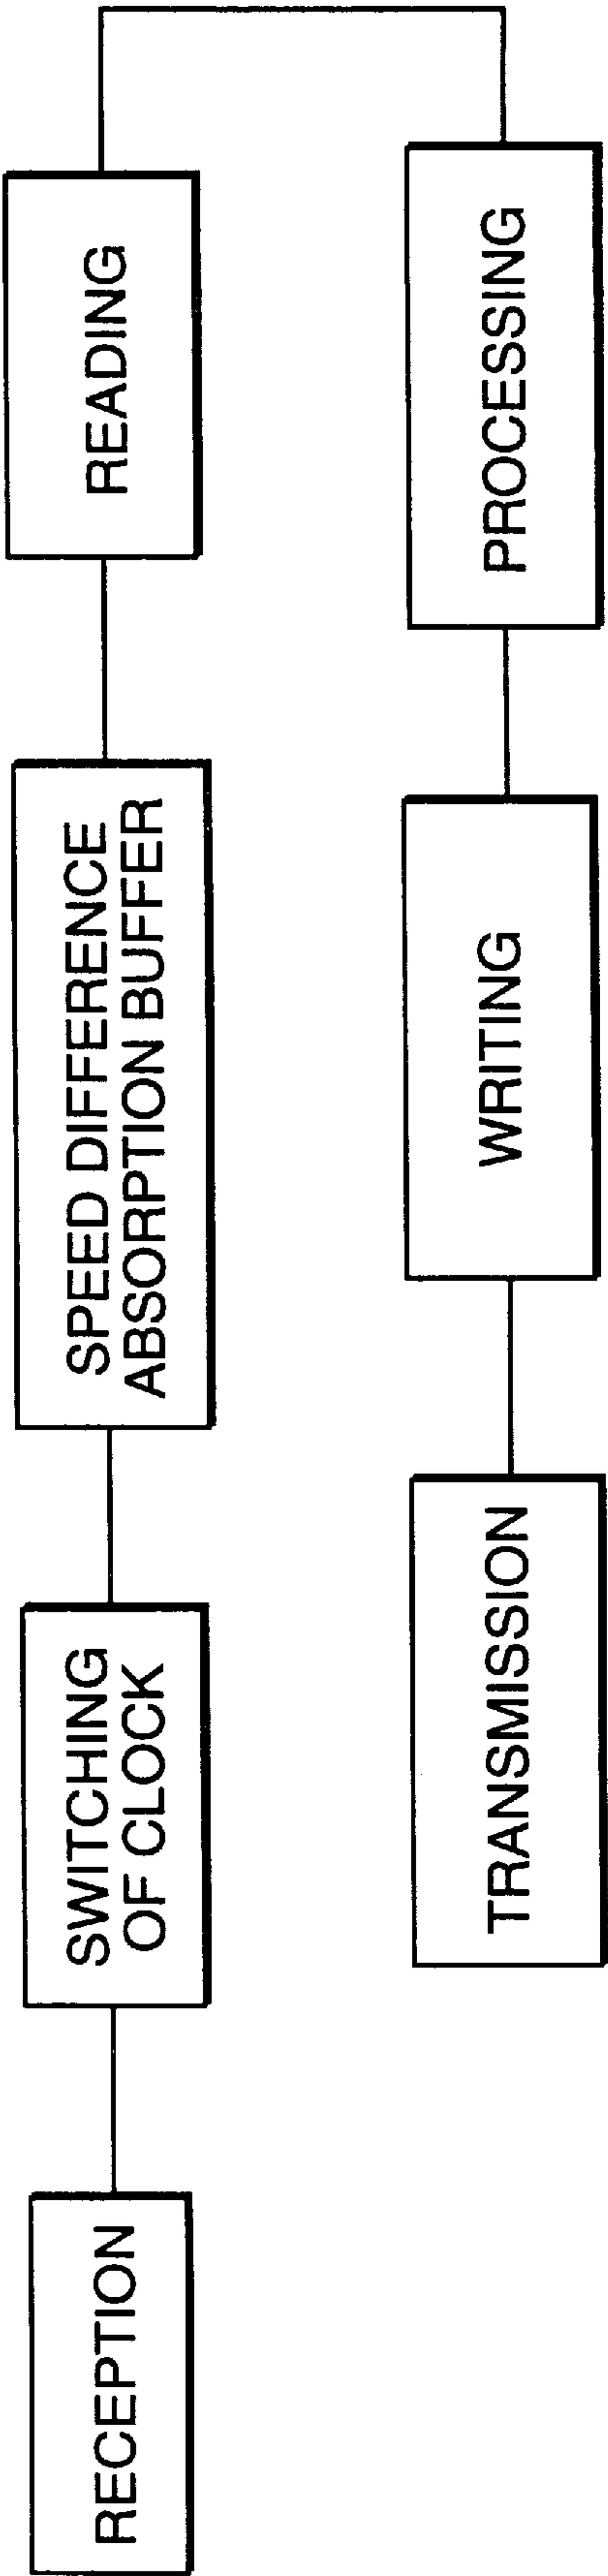 RECEPTION
SWITCHING
OF CLOCK
SPEED DIFFERENCE
ABSORPTION BUFFER
READING
PROCESSING
WRITING
TRANSMISSION